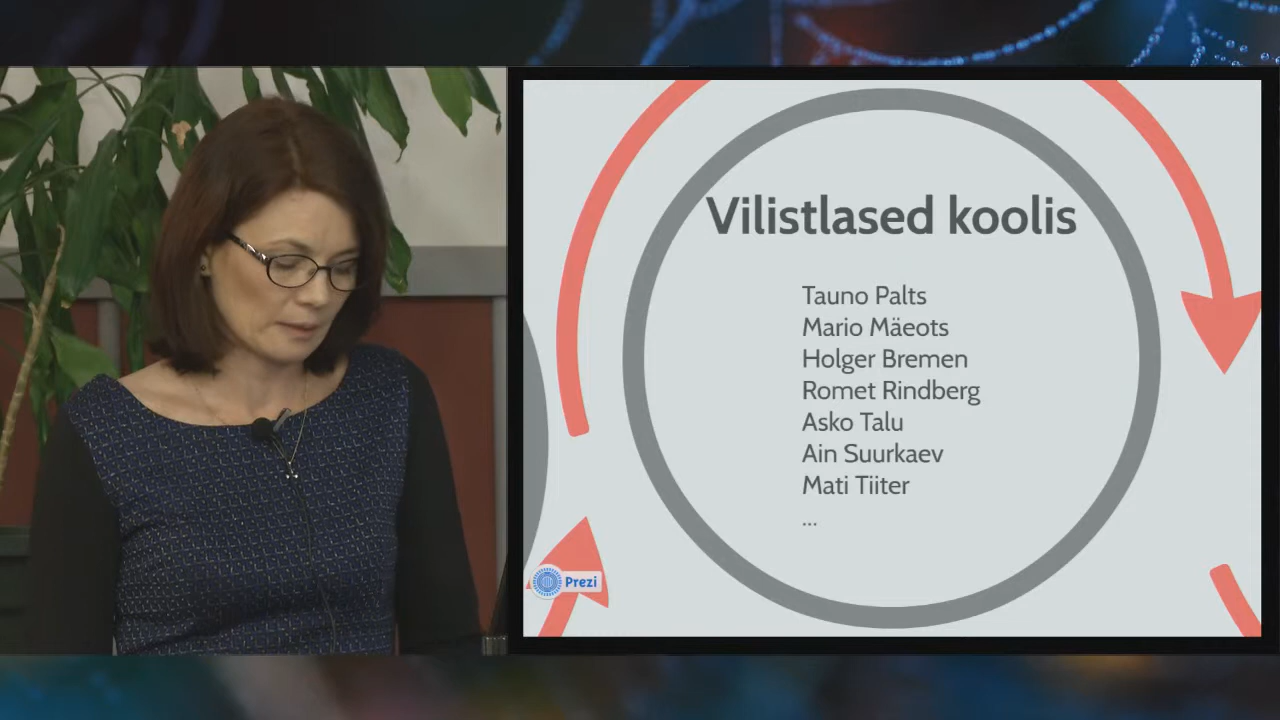 Vilistlased koolis
Tauno Palts
Mario Mäeots
Holger Bremen
Romet Rindberg
Asko Talu
Ain Suurkaev
Mati Tiiter
...
Prezi